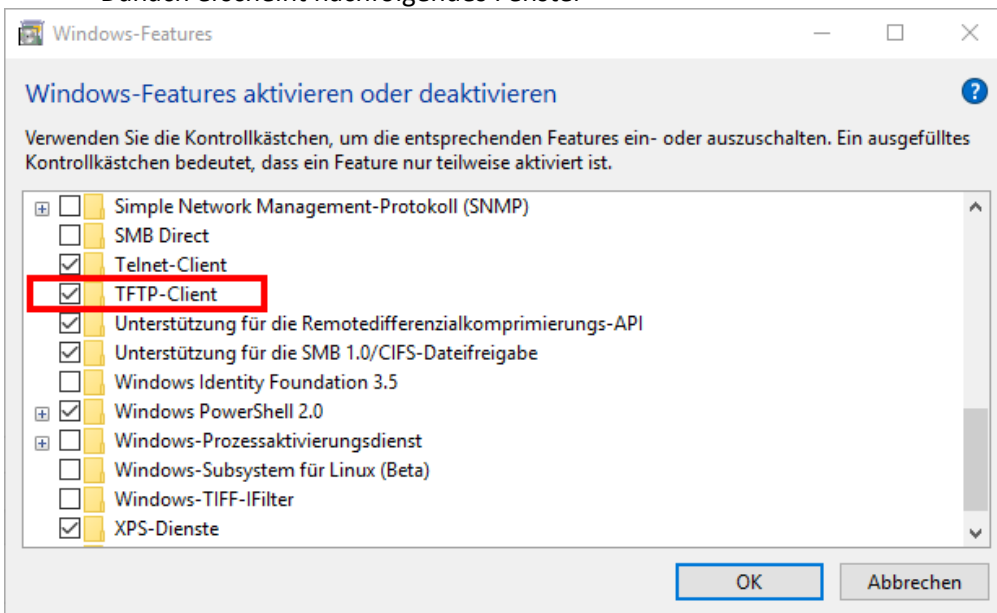 Danach erscheint nachfolgendes Fenster
Windows-Features
Windows-Features aktivieren oder deaktivieren
Verwenden Sie die Kontrollkästchen, um die entsprechenden Features ein- oder auszuschalten. Ein ausgefülltes
Kontrollkästchen bedeutet, dass ein Feature nur teilweise aktiviert ist.
Simple Network Management-Protokoll (SNMP)
SMB Direct
Telnet-Client
TFTP-Client
Unterstützung für die Remotedifferenzialkomprimierungs-API
Unterstützung für die SMB 1.0/CIFS-Dateifreigabe
Windows Identity Foundation 3.5
Windows PowerShell 2.0
Windows-Prozessaktivierungsdienst
Windows-Subsystem für Linux (Beta)
Windows-TIFF-IFilter
XPS-Dienste
OK Abbrechen